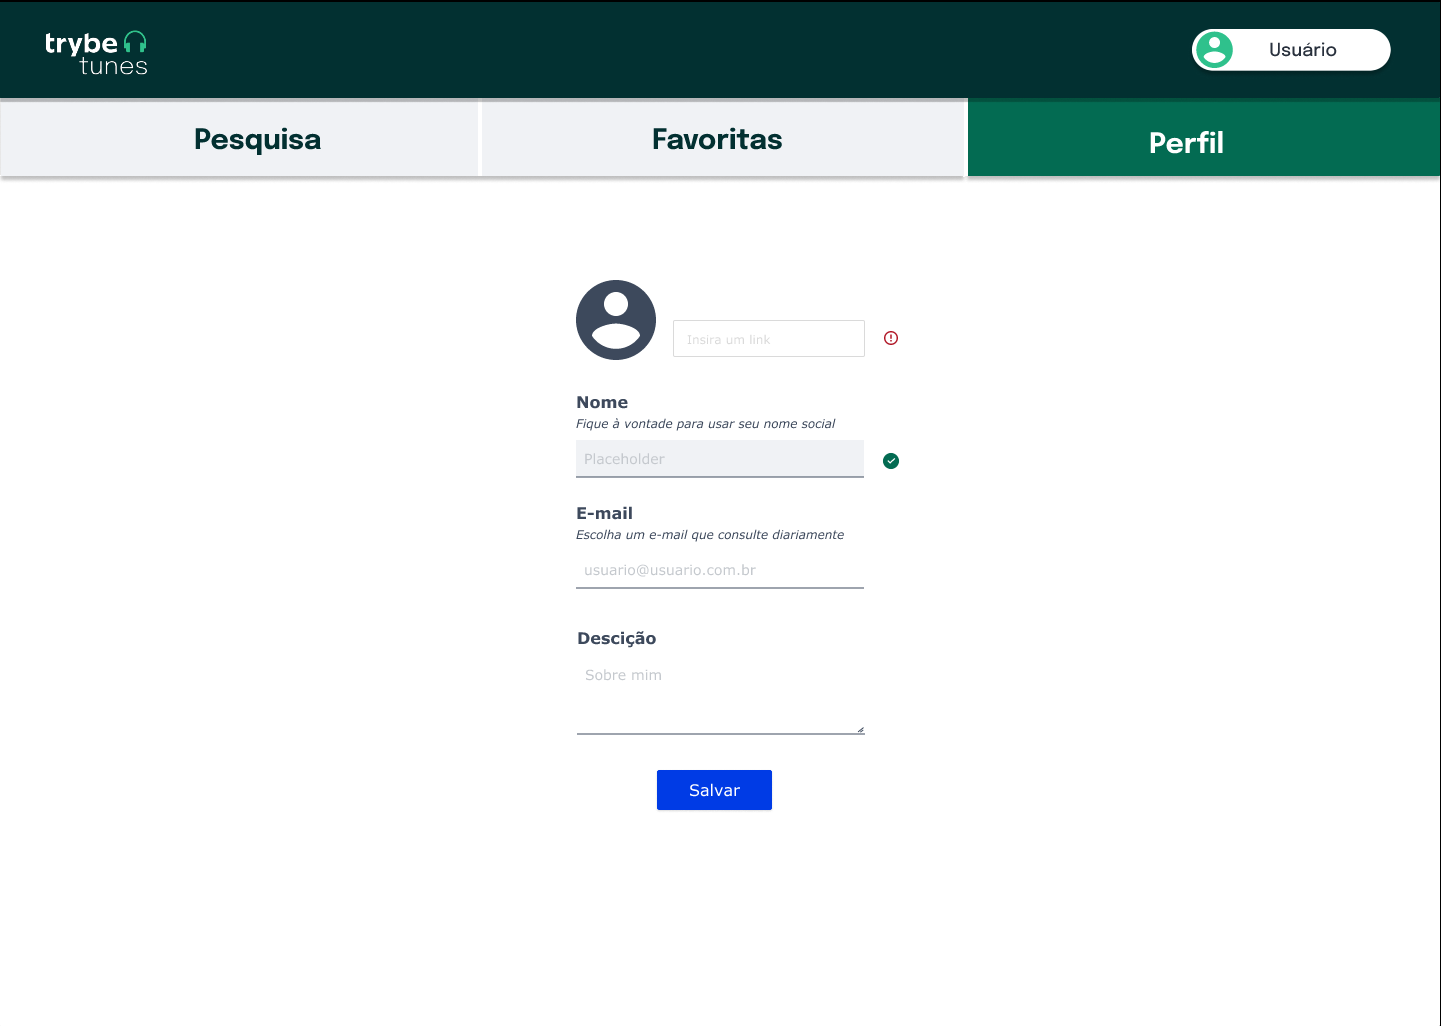 trybe
tunes
Usuário
Pesquisa
Favoritas
Perfil
Insira um link
Nome
Fique à vontade para usar seu nome social
Placeholder
E-mail
Escolha um e-mail que consulte diariamente
usuario@usuario.com.br
Descição
Sobre mim
Salvar